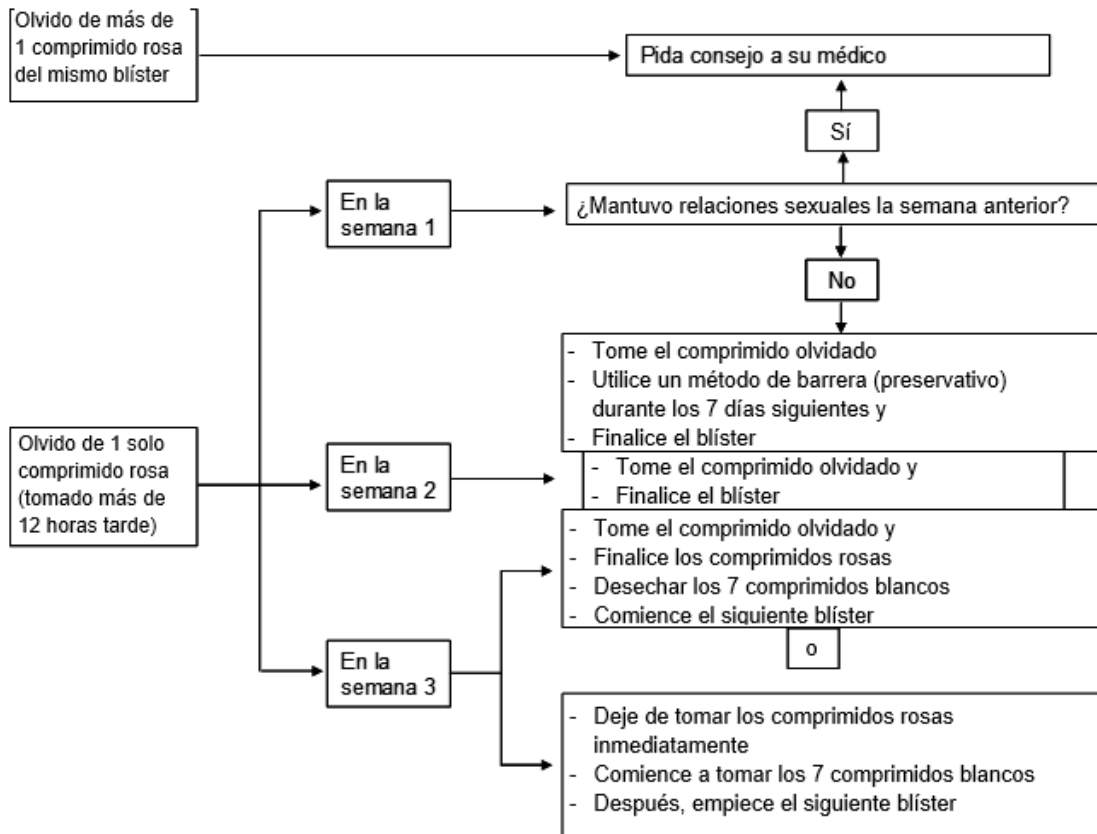 Olvido de más de
1 comprimido rosa
del mismo blíster
Pida consejo a su médico
Sí
En la
semana 1
¿Mantuvo relaciones sexuales la semana anterior?
No
- Tome el comprimido olvidado
- Utilice un método de barrera (preservativo)
durante los 7 días siguientes y
- Finalice el blíster
Olvido de 1 solo
comprimido rosa
(tomado más de
12 horas tarde)
En la
semana 2
- Tome el comprimido olvidado y
- Finalice el blíster
- Tome el comprimido olvidado y
- Finalice los comprimidos rosas
- Desechar los 7 comprimidos blancos
- Comience el siguiente blíster
o
En la
semana 3
- Deje de tomar los comprimidos rosas
inmediatamente
- Comience a tomar los 7 comprimidos blancos
- Después, empiece el siguiente blíster